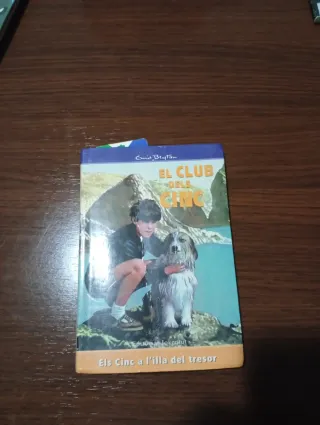 Enid Blyton
EL CLUB
DELS
CINC
Els Cinc a l'illa del tresor